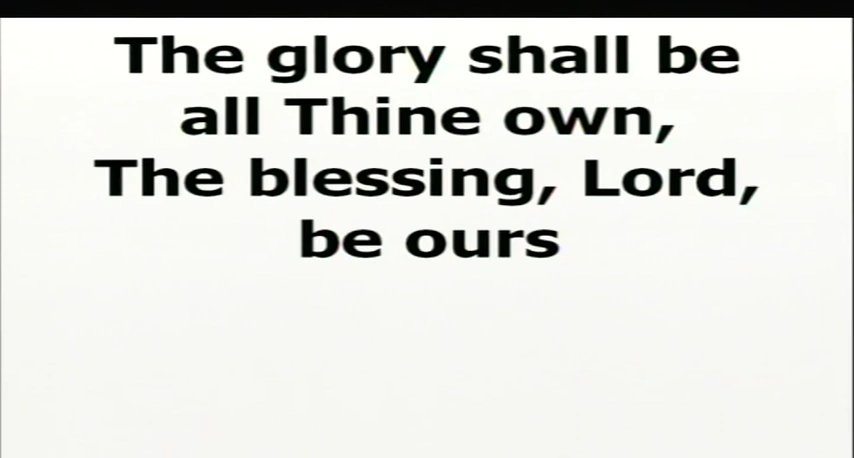 The glory shall be
all Thine own,
The blessing, Lord,
be ours